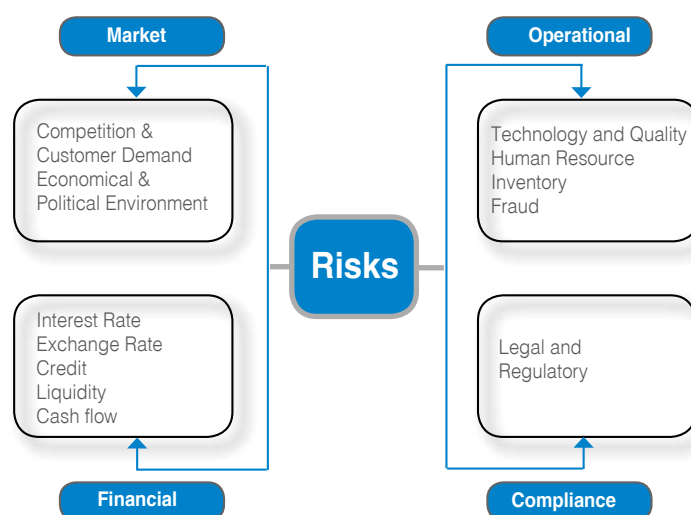 Market
Operational
Competition &
Customer Demand
Economical &
Political Environment
Technology and Quality
Human Resource
Inventory
Fraud
Risks
Interest Rate
Exchange Rate
Credit
Liquidity
Cash flow
Legal and
Regulatory
Financial
Compliance